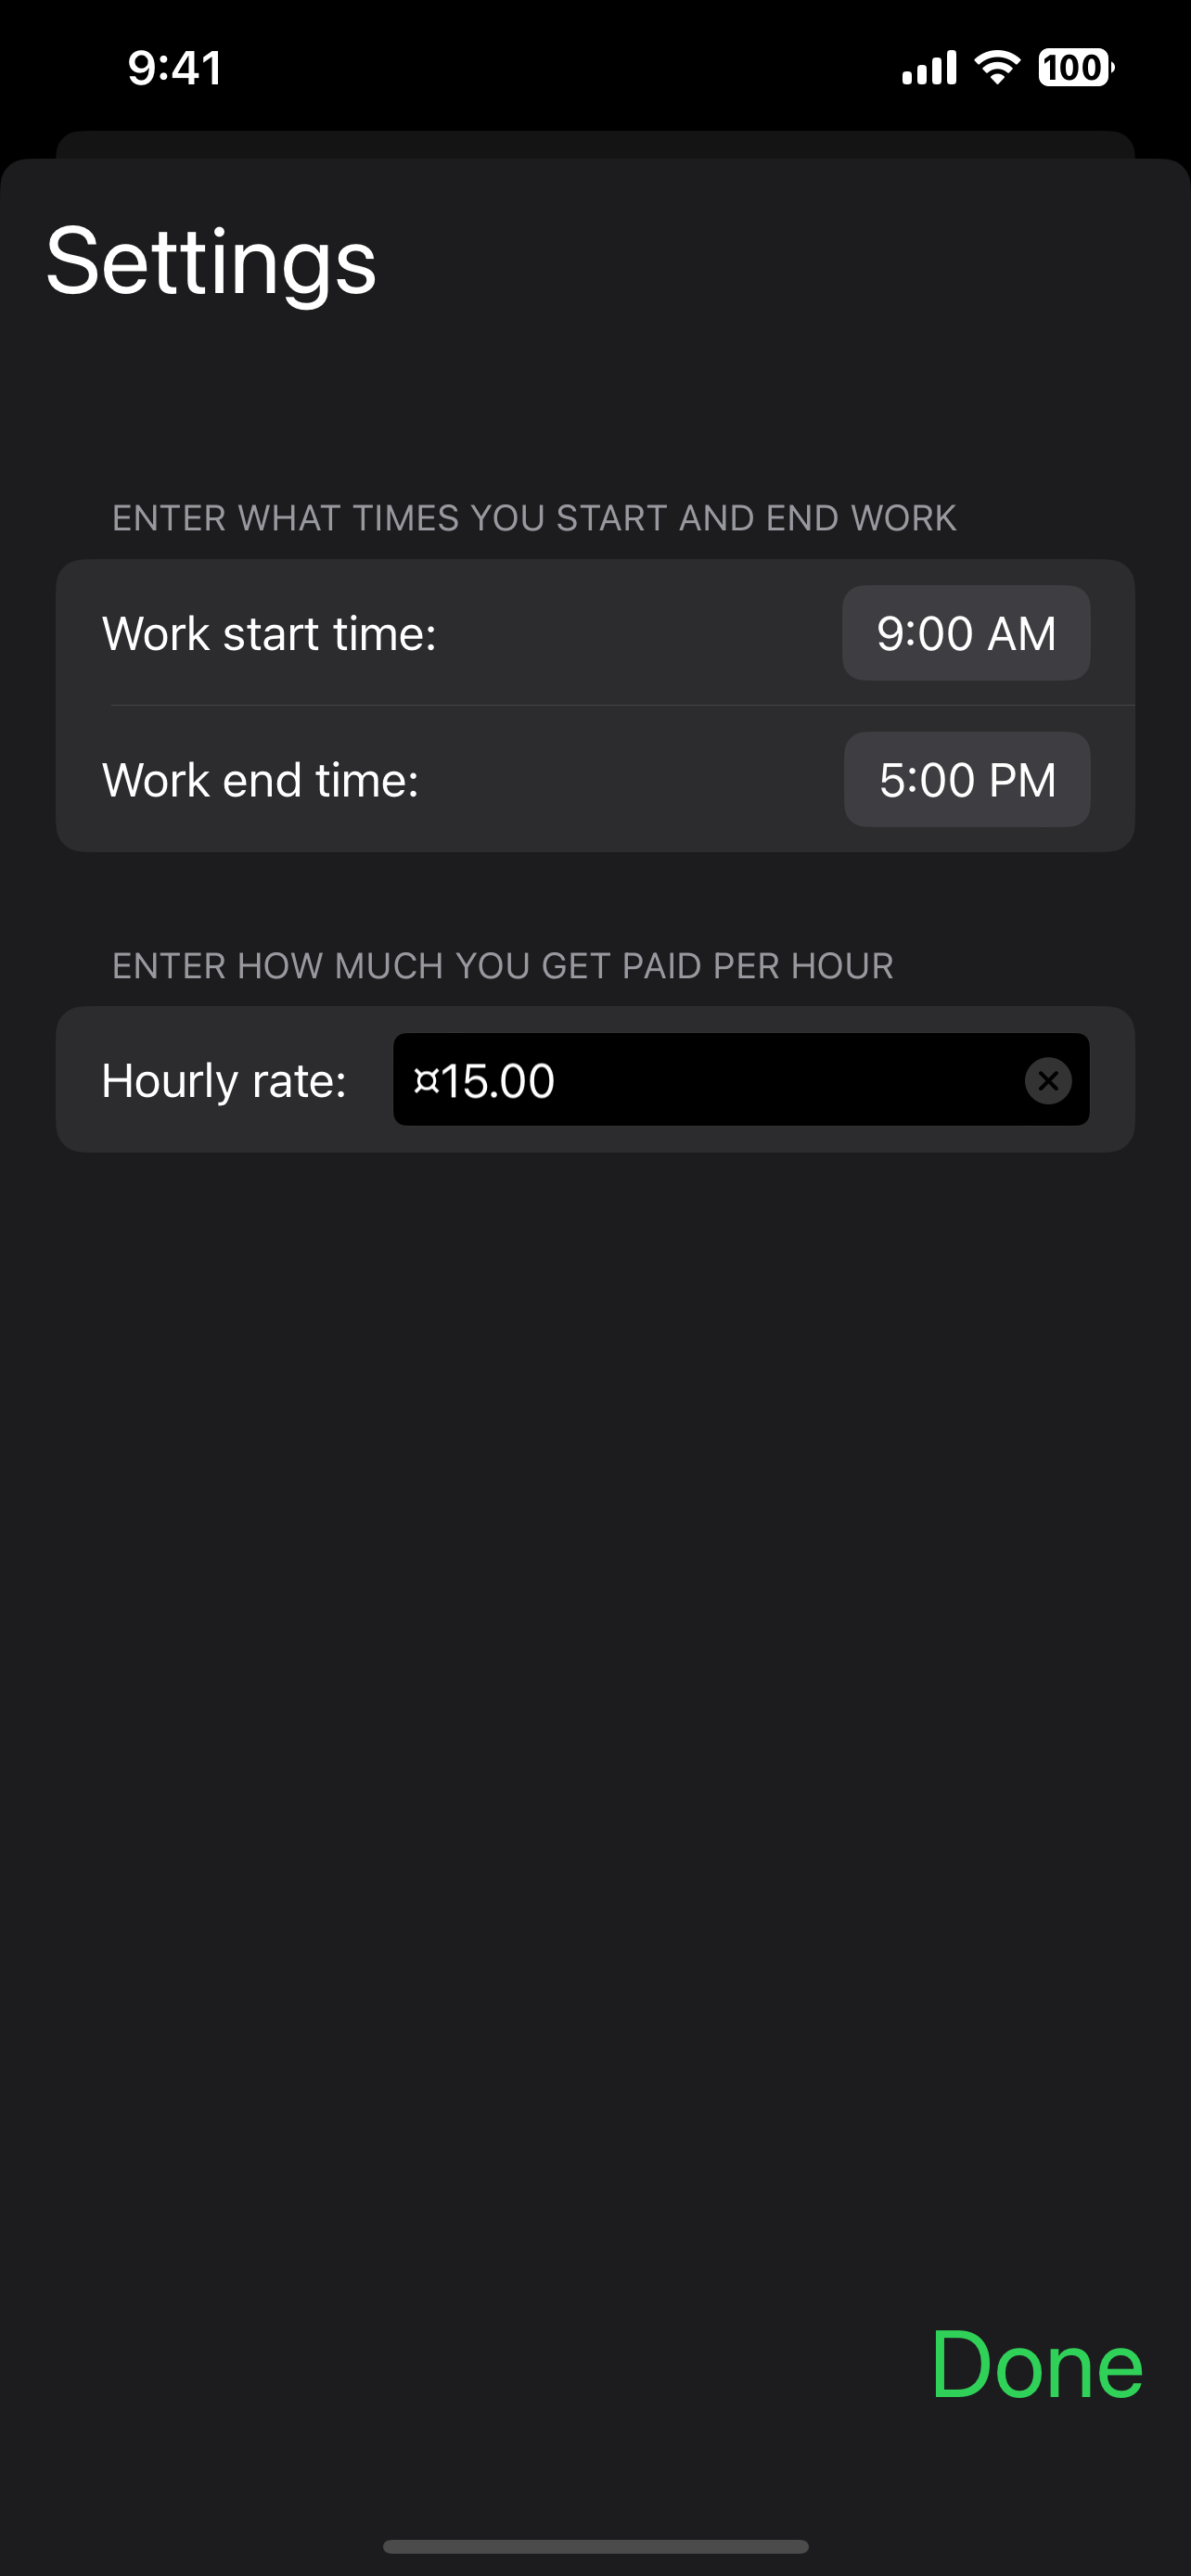 9:41
100
Settings
ENTER WHAT TIMES YOU START AND END WORK
Work start time:
9:00 AM
Work end time:
5:00 PM
ENTER HOW MUCH YOU GET PAID PER HOUR
Hourly rate:
¤15.00
Done